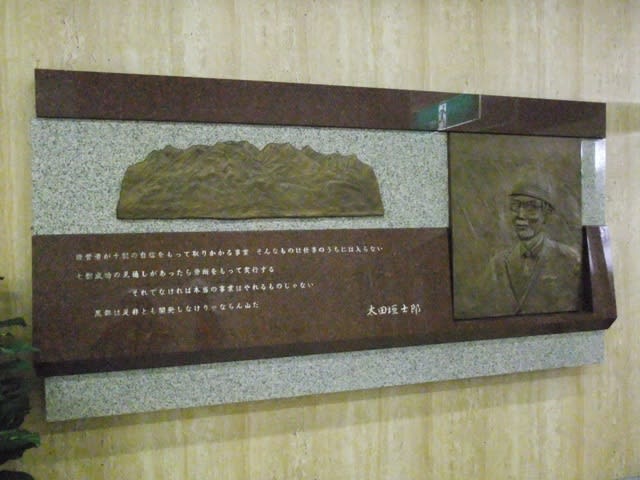 経営者が十割の自信をもって取りかかる事業 そんなものは仕事のうちには入らない
七割成功の見通しがあったら勇断をもって実行する
それでなければ本当の事業はやれるものじゃない
黒部は是非とも開発しなけりゃならん山だ
太田垣士郎